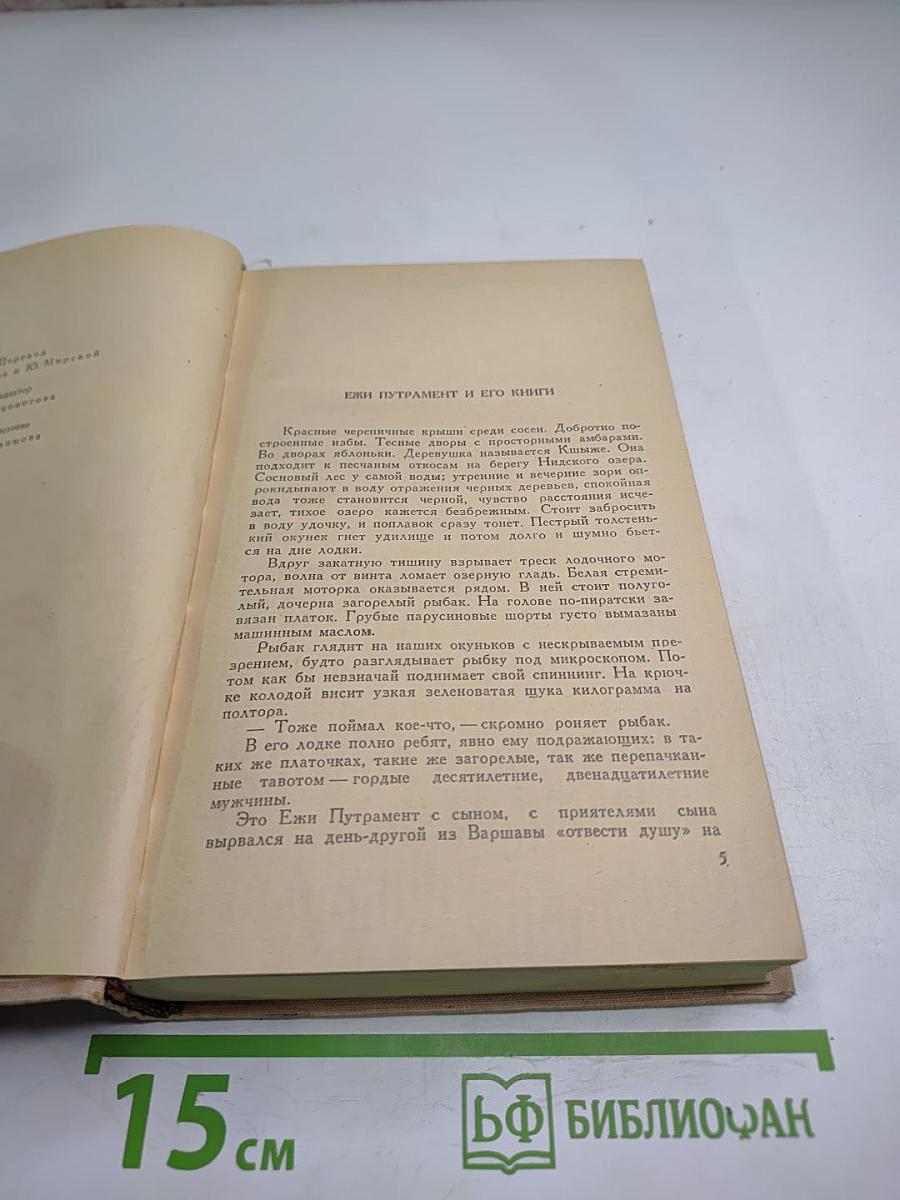 Перевод
и Ю. Мирской
ЕЖИ ПУТРАМЕНТ И ЕГО КНИГИ
Красные черепичные крыши среди сосен. Добротно по-
строенные избы. Тесные дворы с просторными амбарами.
Во дворах яблоньки. Деревушка называется Кшыже. Она
подходит к песчаным откосам на берегу Нидского озера.
Сосновый лес у самой воды; утренние и вечерние зори оп-
рокидывают в воду отражения черных деревьев, спокойная
вода тоже становится черной, чувство расстояния исче-
зает, тихое озеро кажется безбрежным. Стоит забросить
в воду удочку, и поплавок сразу тонет. Пестрый толстень-
кий окунек гнет удилище и потом долго и шумно бьет-
ся на дне лодки.
Вдруг закатную тишину взрывает треск лодочного мо-
тора, волна от винта ломает озерную гладь. Белая стреми-
тельная моторка оказывается рядом. В ней стоит полуго-
лый, дочерна загорелый рыбак. На голове по-пиратски за-
вязан платок. Грубые парусиновые шорты густо вымазаны
машинным маслом.
Рыбак глядит на наших окуньков с нескрываемым пре-
зрением, будто разглядывает рыбку под микроскопом. По-
том как бы невзначай поднимает свой спиннинг. На крюч-
ке колодой висит узкая зеленоватая щука килограмма на
полтора.
— Тоже поймал кое-что, — скромно роняет рыбак.
В его лодке полно ребят, явно ему подражающих: в та-
ких же платочках, такие же загорелые, так же перепачкан-
ные тавотом — гордые десятилетние, двенадцатилетние
мужчины.
Это Ежи Путрамент с сыном, с приятелями сына
вырвался на день-другой из Варшавы «отвести душу» на
5
15 см
БФ БИБЛИОФАН